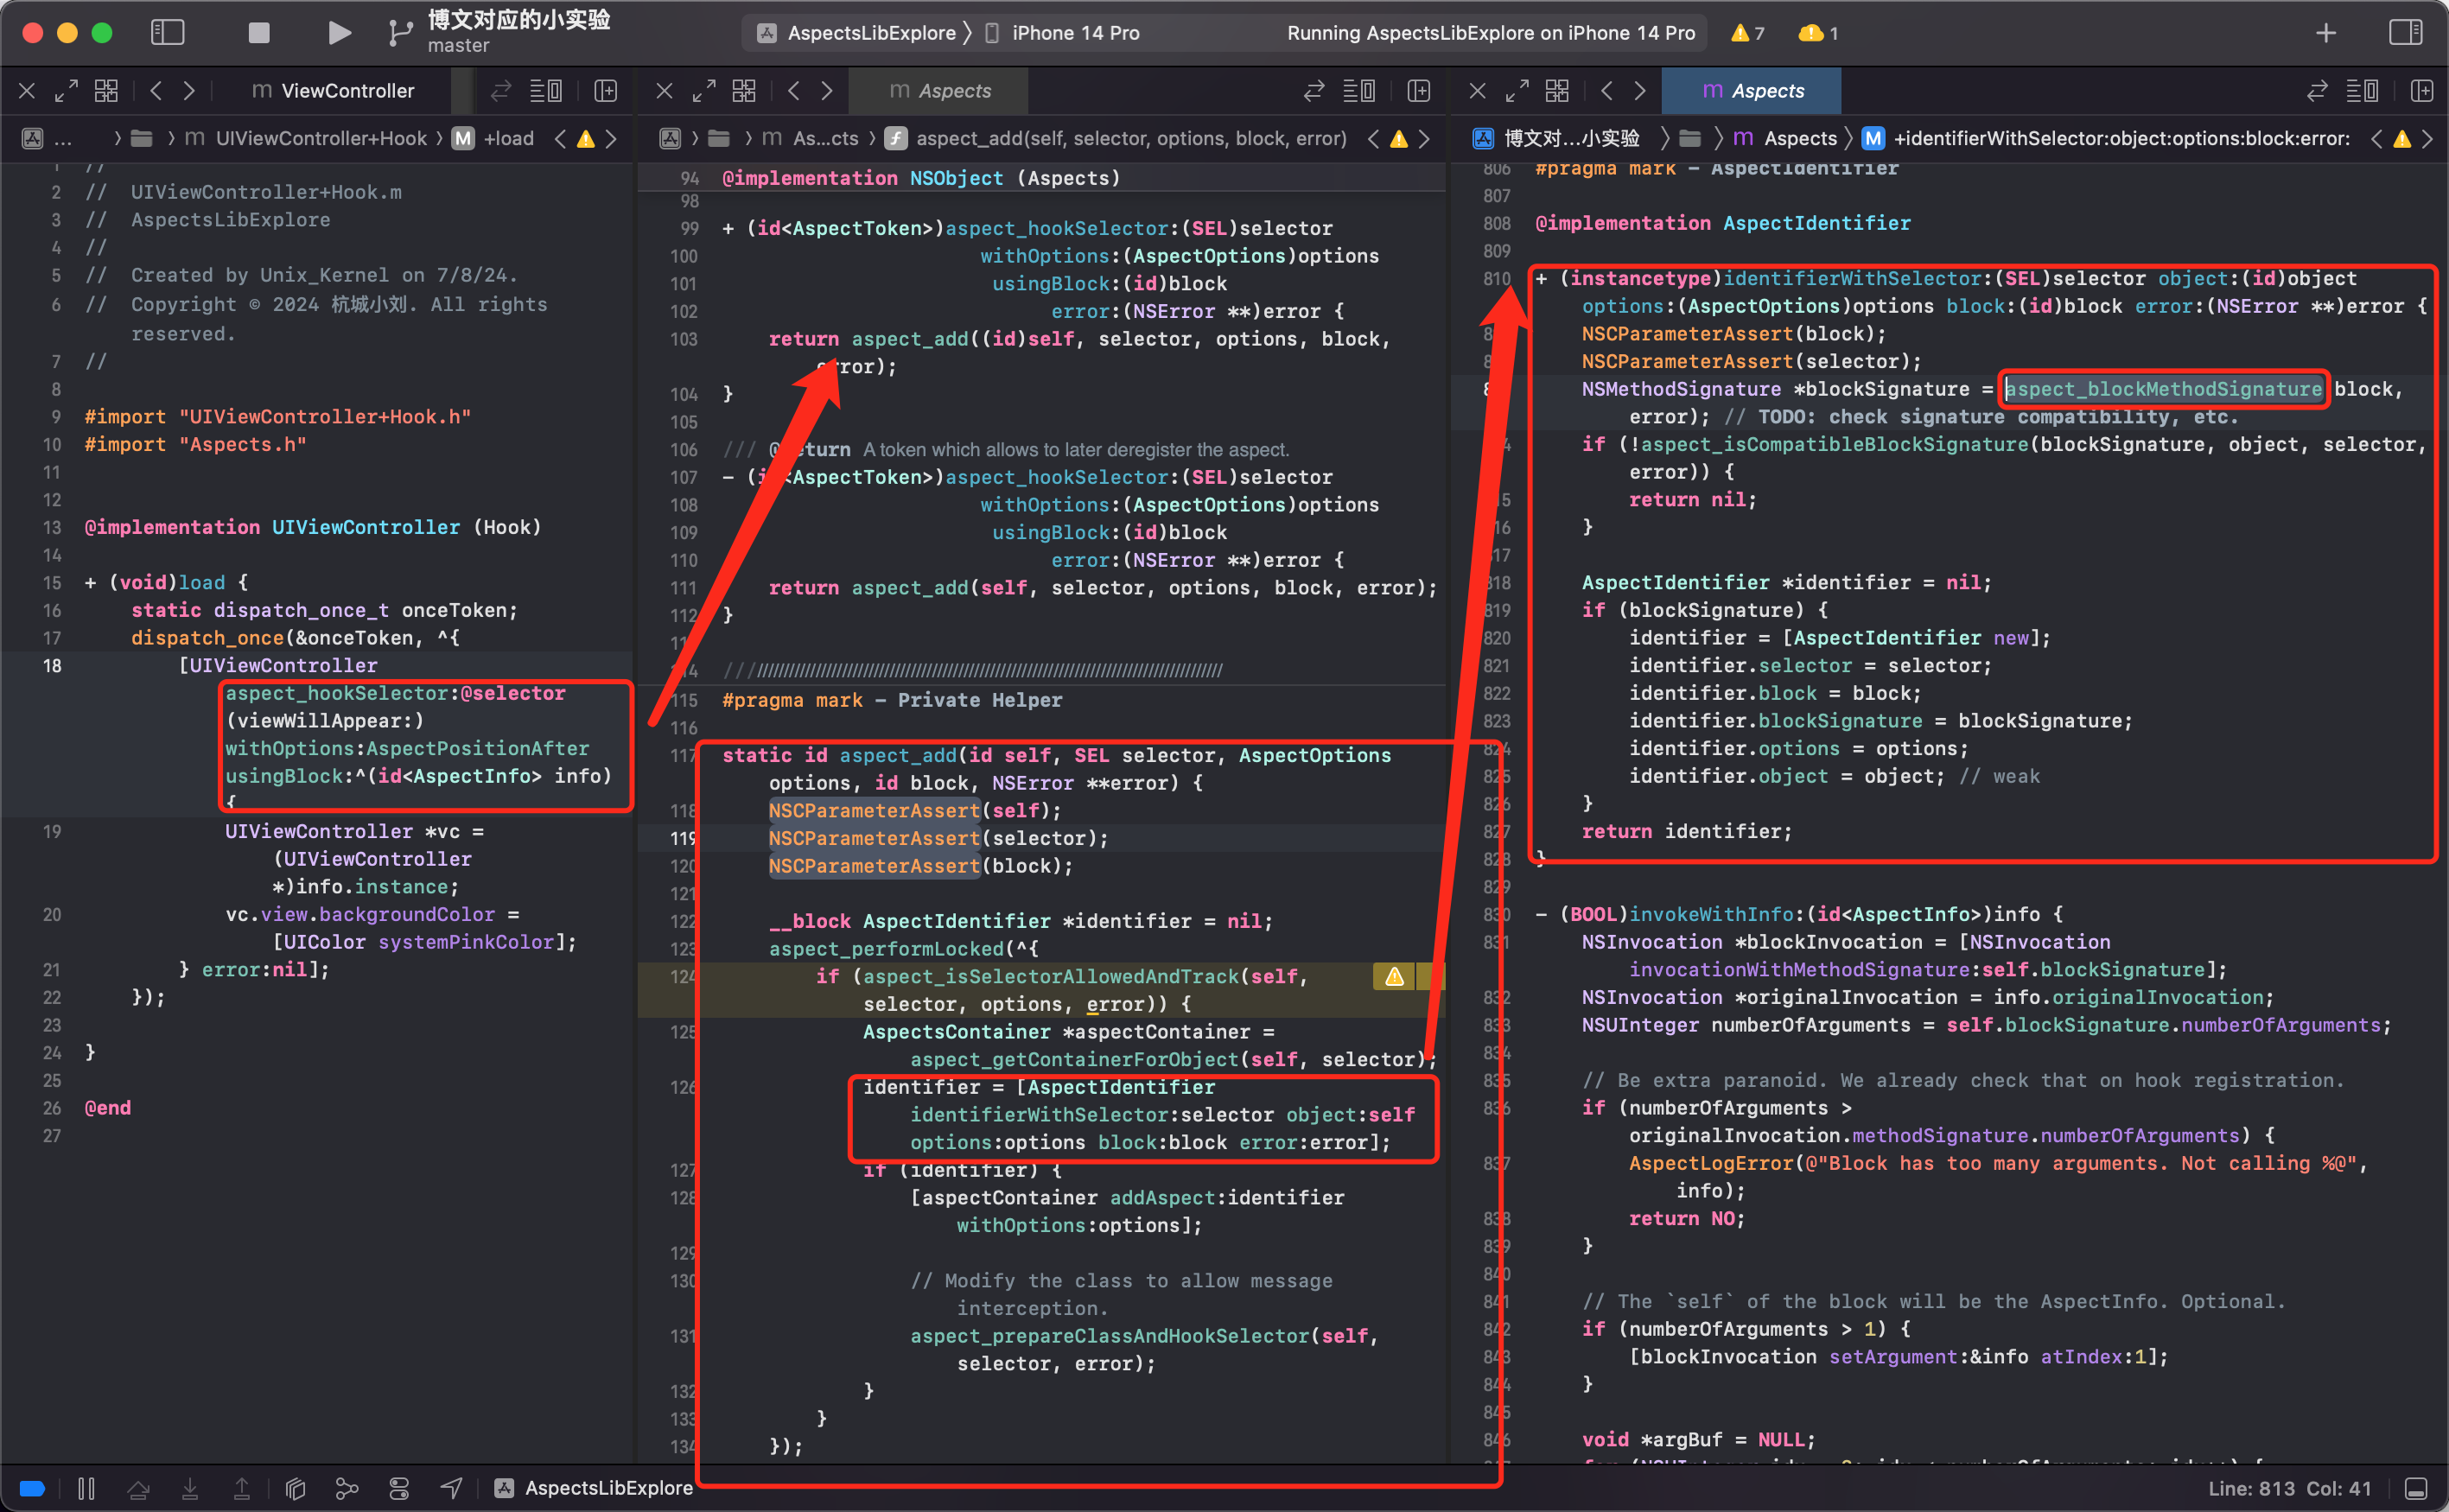 博文对应的小实验
master
AspectsLibExplore 〉 iPhone 14 Pro
Running AspectsLibExplore on iPhone 14 Pro
7
1
m ViewController
... 〉 〉 m UIViewController+Hook 〉 M +load
1 //
2 // UIViewController+Hook.m
3 // AspectsLibExplore
4 //
5 // Created by Unix_Kernel on 7/8/24.
6 // Copyright © 2024 杭城小刘. All rights
reserved.
7 //
8
9 #import "UIViewController+Hook.h"
10 #import "Aspects.h"
11
12
13 @implementation UIViewController (Hook)
14
15 + (void)load {
16 static dispatch_once_t onceToken;
17 dispatch_once(&onceToken, ^{
18 [UIViewController
aspect_hookSelector:@selector
(viewWillAppear:)
withOptions:AspectPositionAfter
usingBlock:^(id<AspectInfo> info)
{
19 UIViewController *vc =
(UIViewController
*)info.instance;
20 vc.view.backgroundColor =
[UIColor systemPinkColor];
21 } error:nil];
22 });
23
24 }
25
26 @end
27
m Aspects
〉 〉 m As...cts 〉 f aspect_add(self, selector, options, block, error)
94 @implementation NSObject (Aspects)
98
99 + (id<AspectToken>)aspect_hookSelector:(SEL)selector
100 withOptions:(AspectOptions)options
101 usingBlock:(id)block
102 error:(NSError **)error {
103 return aspect_add((id)self, selector, options, block,
error);
104 }
105
106 /// @return A token which allows to later deregister the aspect.
107 - (id<AspectToken>)aspect_hookSelector:(SEL)selector
108 withOptions:(AspectOptions)options
109 usingBlock:(id)block
110 error:(NSError **)error {
111 return aspect_add(self, selector, options, block, error);
112 }
115 #pragma mark - Private Helper
116
117 static id aspect_add(id self, SEL selector, AspectOptions
options, id block, NSError **error) {
118 NSCParameterAssert(self);
119 NSCParameterAssert(selector);
120 NSCParameterAssert(block);
121
122 __block AspectIdentifier *identifier = nil;
123 aspect_performLocked(^{
124 if (aspect_isSelectorAllowedAndTrack(self,
selector, options, error)) {
125 AspectsContainer *aspectContainer =
aspect_getContainerForObject(self, selector);
126 identifier = [AspectIdentifier
identifierWithSelector:selector object:self
options:options block:block error:error];
127 if (identifier) {
128 [aspectContainer addAspect:identifier
withOptions:options];
129
130 // Modify the class to allow message
interception.
131 aspect_prepareClassAndHookSelector(self,
selector, error);
132 }
133 }
134 });
m Aspects
博文对...小实验 〉 〉 m Aspects 〉 M +identifierWithSelector:object:options:block:error:
806 #pragma mark - AspectIdentifier
807
808 @implementation AspectIdentifier
809
810 + (instancetype)identifierWithSelector:(SEL)selector object:(id)object
options:(AspectOptions)options block:(id)block error:(NSError **)error {
NSCParameterAssert(block);
NSCParameterAssert(selector);
NSMethodSignature *blockSignature = aspect_blockMethodSignature block,
error); // TODO: check signature compatibility, etc.
if (!aspect_isCompatibleBlockSignature(blockSignature, object, selector,
error)) {
return nil;
}
817
818 AspectIdentifier *identifier = nil;
819 if (blockSignature) {
820 identifier = [AspectIdentifier new];
821 identifier.selector = selector;
822 identifier.block = block;
823 identifier.blockSignature = blockSignature;
824 identifier.options = options;
825 identifier.object = object; // weak
826 }
827 return identifier;
828 }
829
830 - (BOOL)invokeWithInfo:(id<AspectInfo>)info {
831 NSInvocation *blockInvocation = [NSInvocation
invocationWithMethodSignature:self.blockSignature];
832 NSInvocation *originalInvocation = info.originalInvocation;
833 NSUInteger numberOfArguments = self.blockSignature.numberOfArguments;
834
835 // Be extra paranoid. We already check that on hook registration.
836 if (numberOfArguments >
originalInvocation.methodSignature.numberOfArguments) {
837 AspectLogError(@"Block has too many arguments. Not calling %@",
info);
838 return NO;
839 }
840
841 // The `self` of the block will be the AspectInfo. Optional.
842 if (numberOfArguments > 1) {
843 [blockInvocation setArgument:&info atIndex:1];
844 }
845
846 void *argBuf = NULL;
AspectsLibExplore
Line: 813 Col: 41